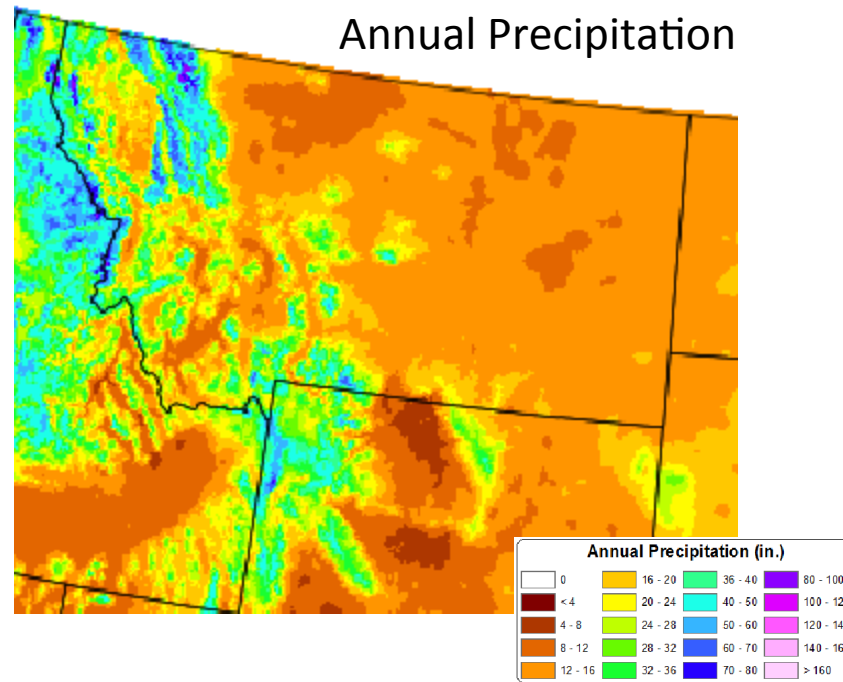 Annual Precipitation
Annual Precipitation (in.)
0 16 - 20 36 - 40 80 - 100
< 4 20 - 24 40 - 50 100 - 12
4 - 8 24 - 28 50 - 60 120 - 14
8 - 12 28 - 32 60 - 70 140 - 16
12 - 16 32 - 36 70 - 80 > 160